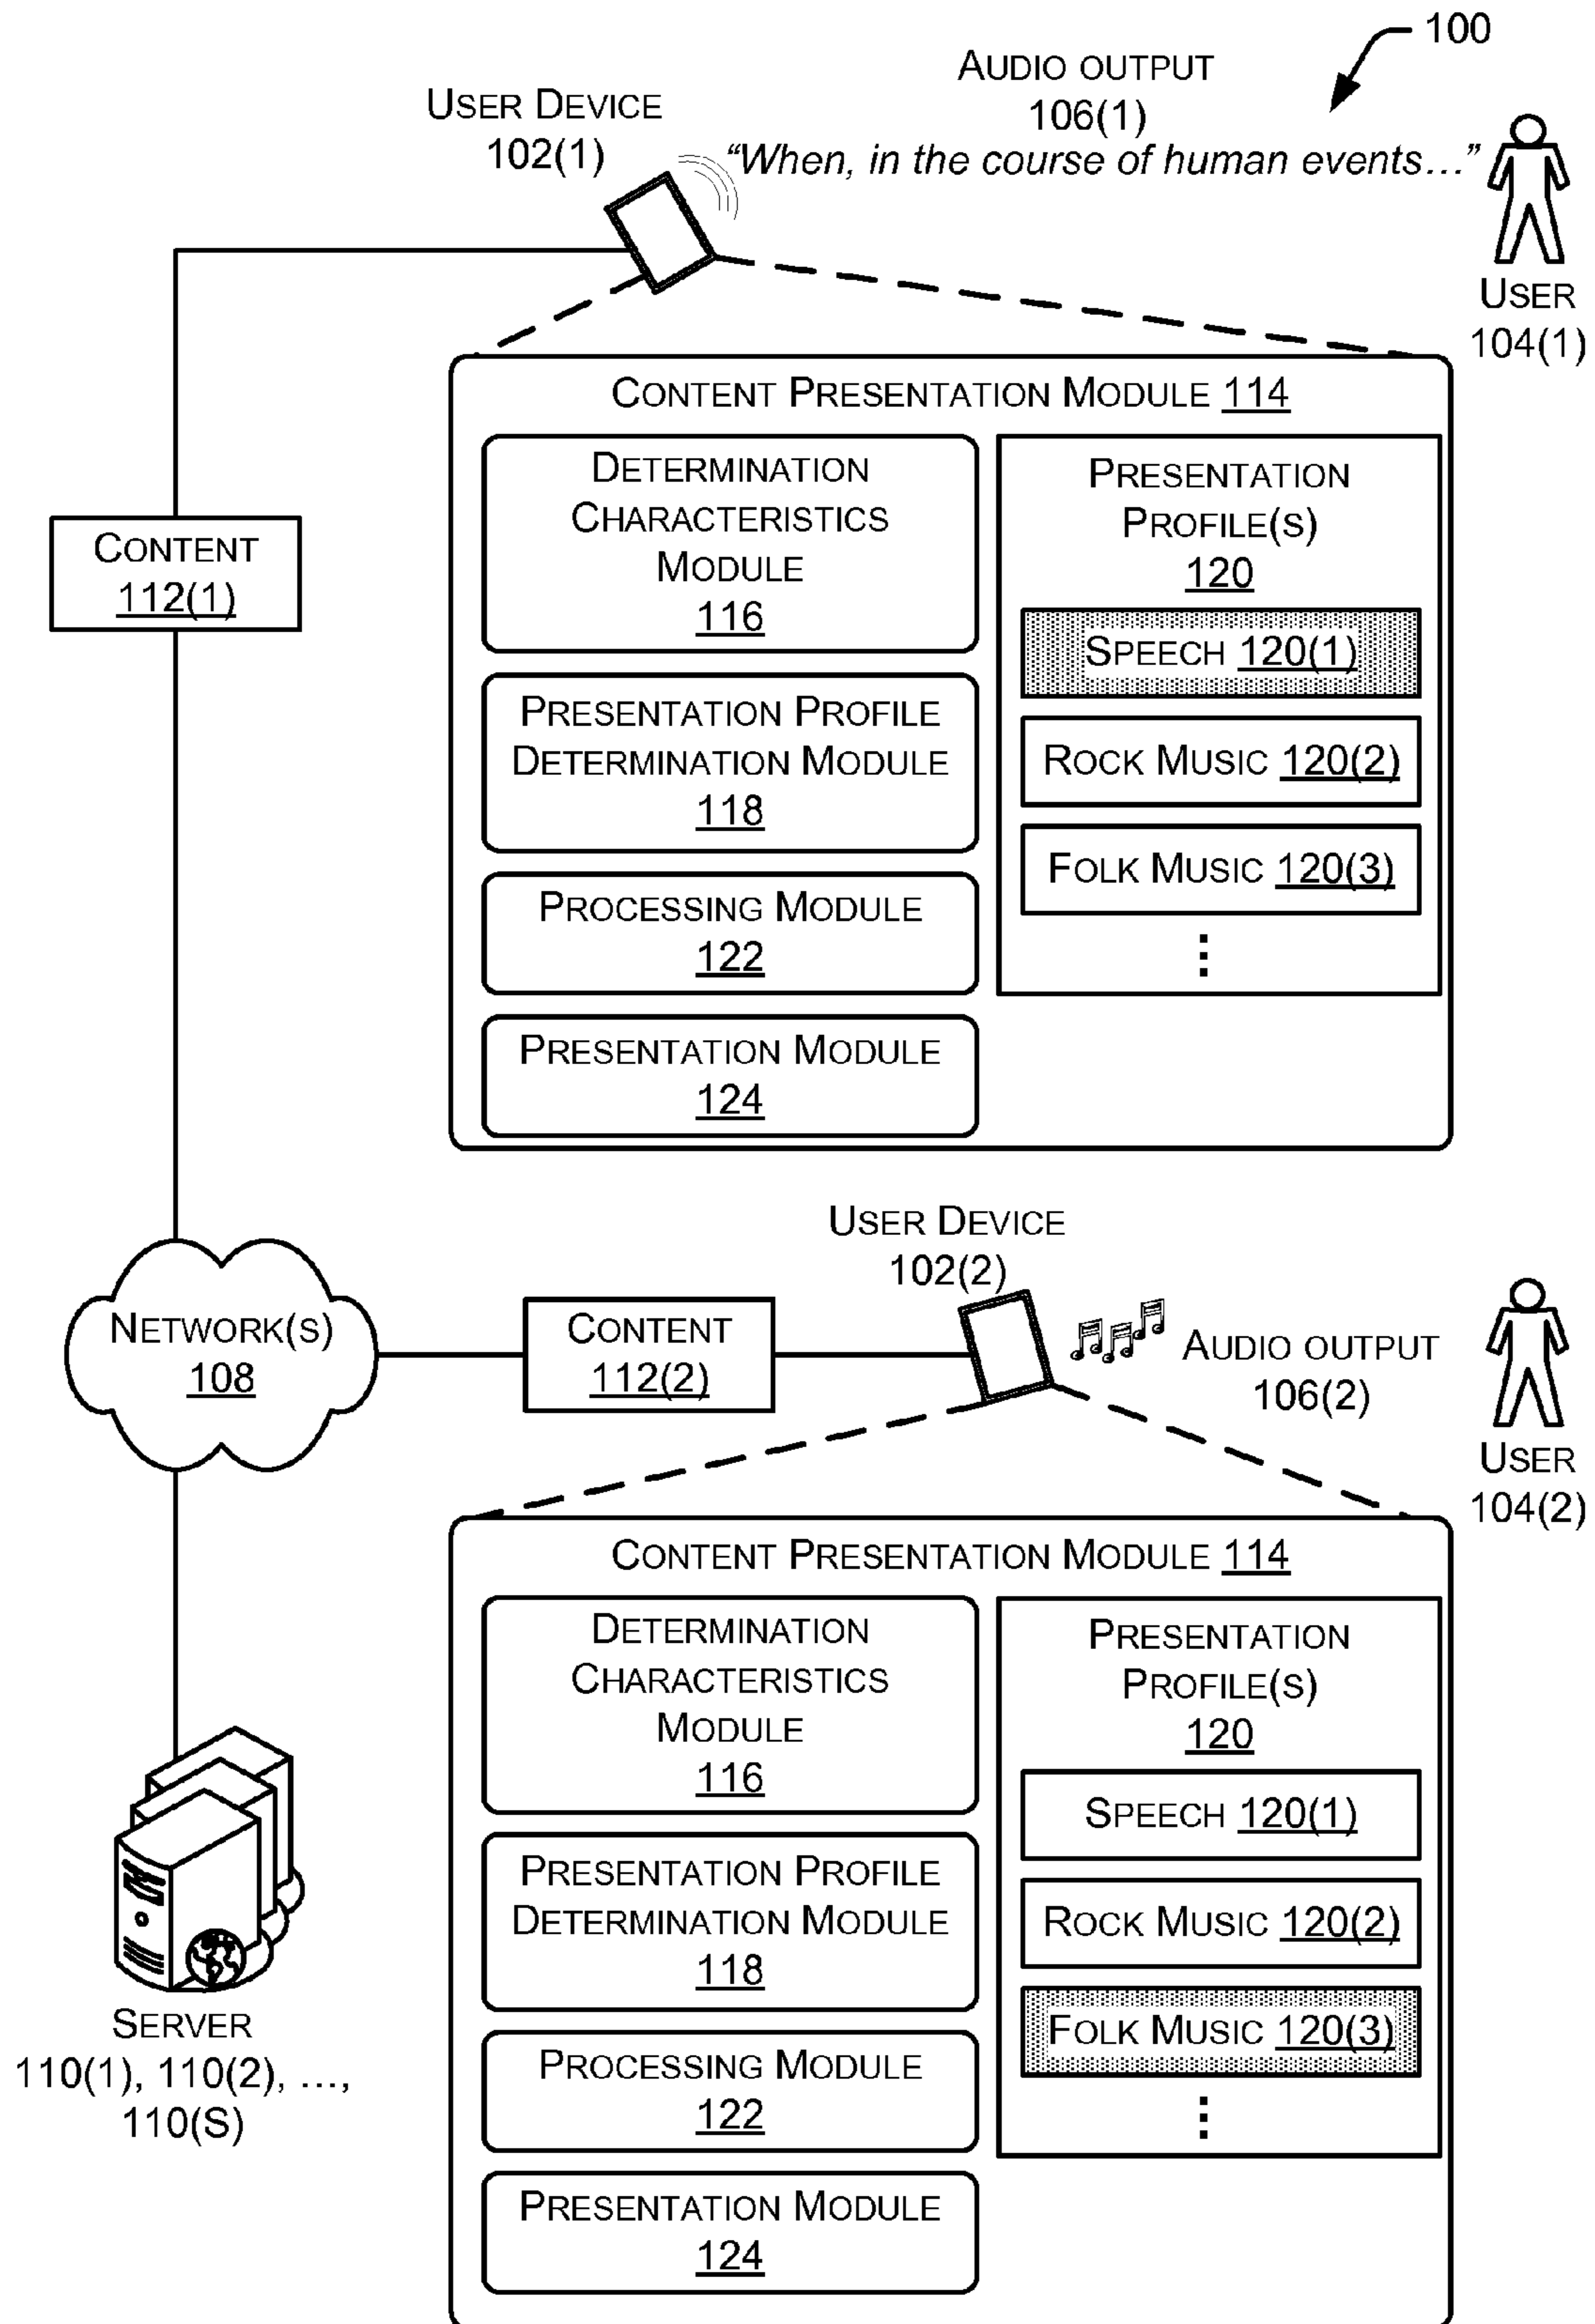 100
AUDIO OUTPUT
106(1)
USER DEVICE
102(1)
“When, in the course of human events…”
USER
104(1)
CONTENT PRESENTATION MODULE 114
DETERMINATION
CHARACTERISTICS
MODULE
116
PRESENTATION PROFILE
DETERMINATION MODULE
118
PROCESSING MODULE
122
PRESENTATION MODULE
124
PRESENTATION
PROFILE(S)
120
SPEECH 120(1)
ROCK MUSIC 120(2)
FOLK MUSIC 120(3)
CONTENT
112(1)
NETWORK(S)
108
CONTENT
112(2)
USER DEVICE
102(2)
AUDIO OUTPUT
106(2)
USER
104(2)
CONTENT PRESENTATION MODULE 114
DETERMINATION
CHARACTERISTICS
MODULE
116
PRESENTATION PROFILE
DETERMINATION MODULE
118
PROCESSING MODULE
122
PRESENTATION MODULE
124
PRESENTATION
PROFILE(S)
120
SPEECH 120(1)
ROCK MUSIC 120(2)
FOLK MUSIC 120(3)
SERVER
110(1), 110(2), …,
110(S)